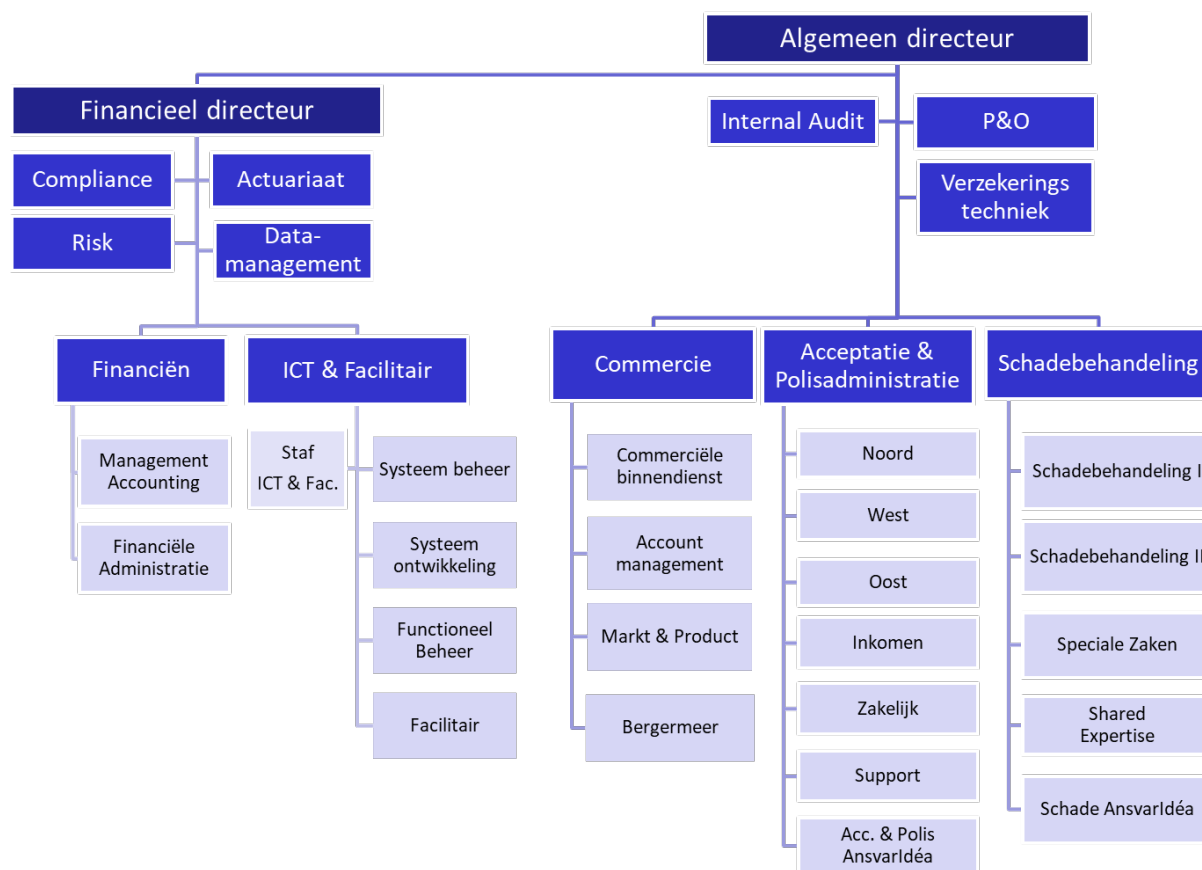 Algemeen directeur
Financieel directeur
Internal Audit
P&O
Compliance
Actuariaat
Verzekerings
techniek
Risk
Data-
management
Financiën
ICT & Facilitair
Commercie
Acceptatie &
Polisadministratie
Schadebehandeling
Management
Accounting
Financiële
Administratie
Staf
ICT & Fac.
Systeem beheer
Systeem
ontwikkeling
Functioneel
Beheer
Facilitair
Commerciële
binnendienst
Account
management
Markt & Product
Bergermeer
Noord
West
Oost
Inkomen
Zakelijk
Support
Acc. & Polis
AnsvarIdéa
Schadebehandeling I
Schadebehandeling II
Speciale Zaken
Shared
Expertise
Schade AnsvarIdéa